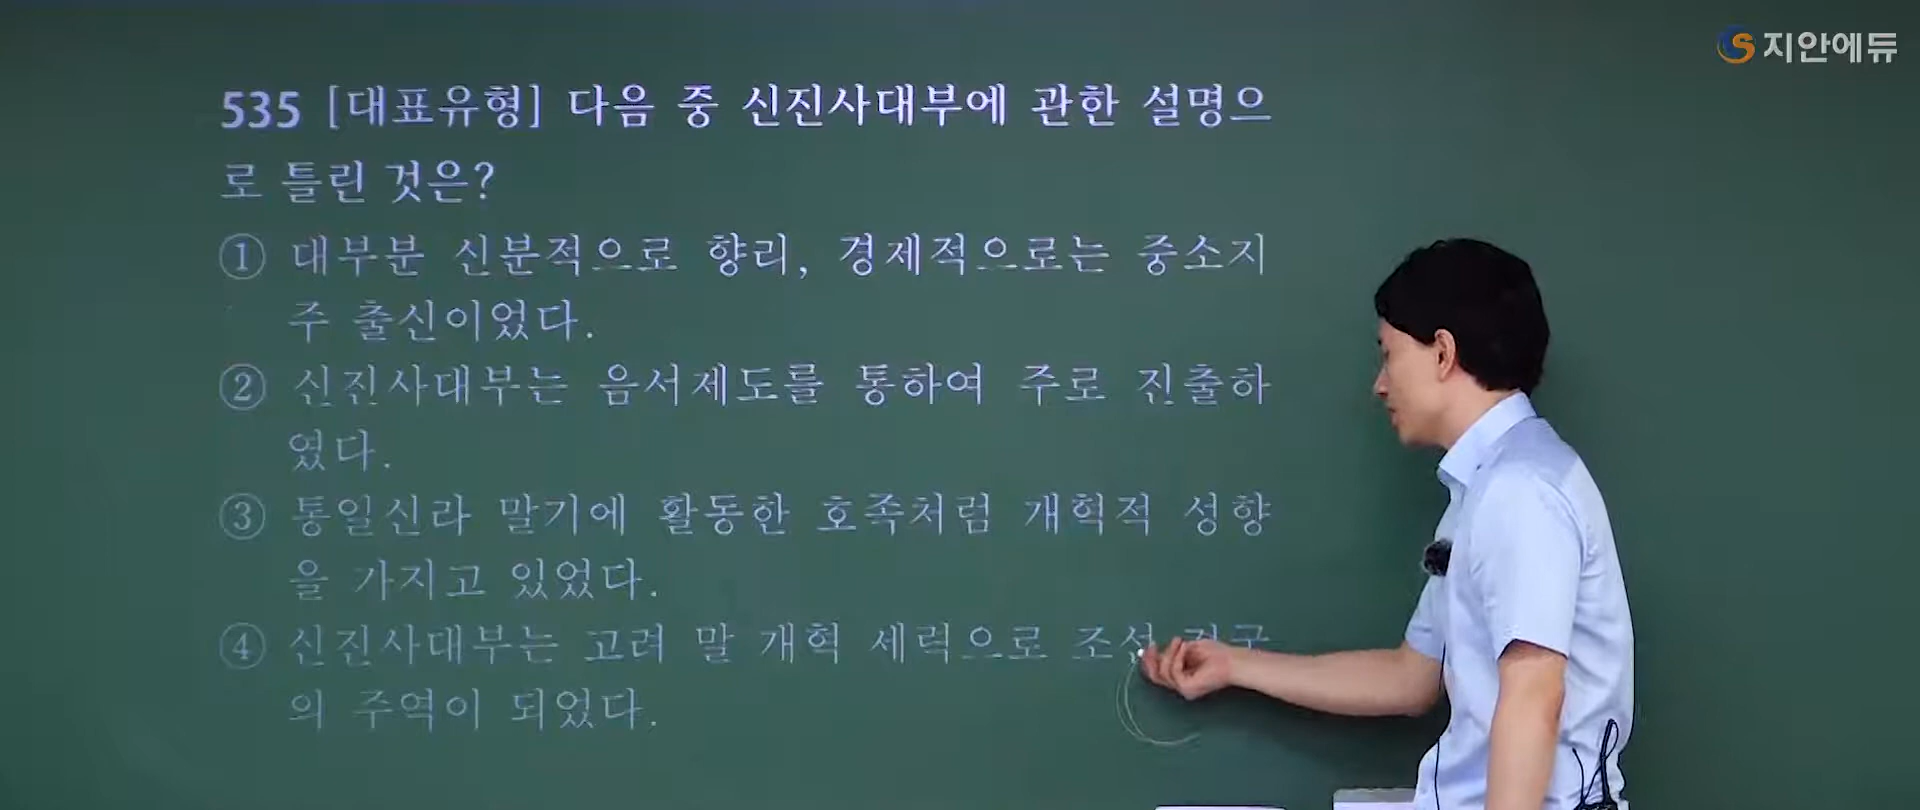 지안에듀
535 [대표유형] 다음 중 신진사대부에 관한 설명으
로 틀린 것은?
① 대부분 신분적으로 향리, 경제적으로는 중소지
주 출신이었다.
② 신진사대부는 음서제도를 통하여 주로 진출하
였다.
③ 통일신라 말기에 활동한 호족처럼 개혁적 성향
을 가지고 있었다.
④ 신진사대부는 고려 말 개혁 세력으로 조선
의 주역이 되었다.